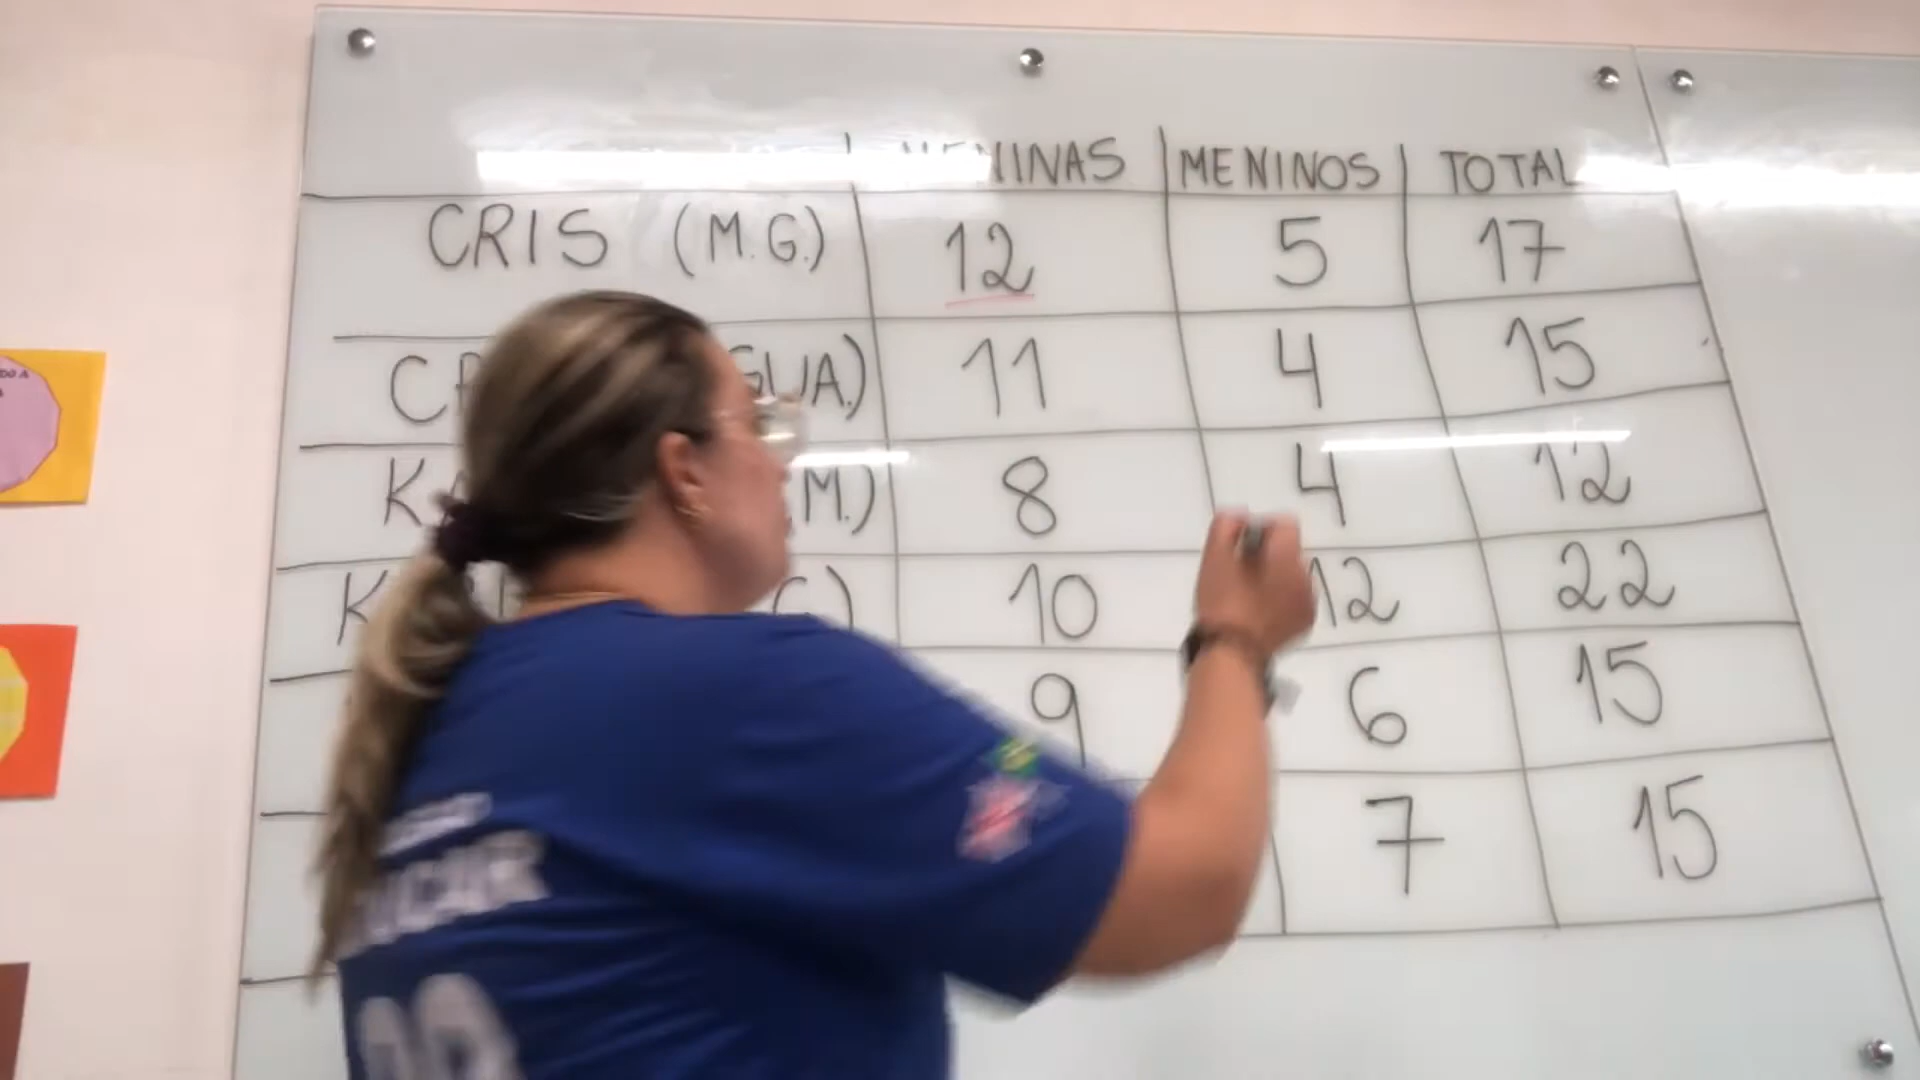 MENINAS MENINOS TOTAL
CRIS (M.G.) 12 5 17
GUA.) 11 4 15
M.) 8 4 12
10 12 22
9 6 15
7 15